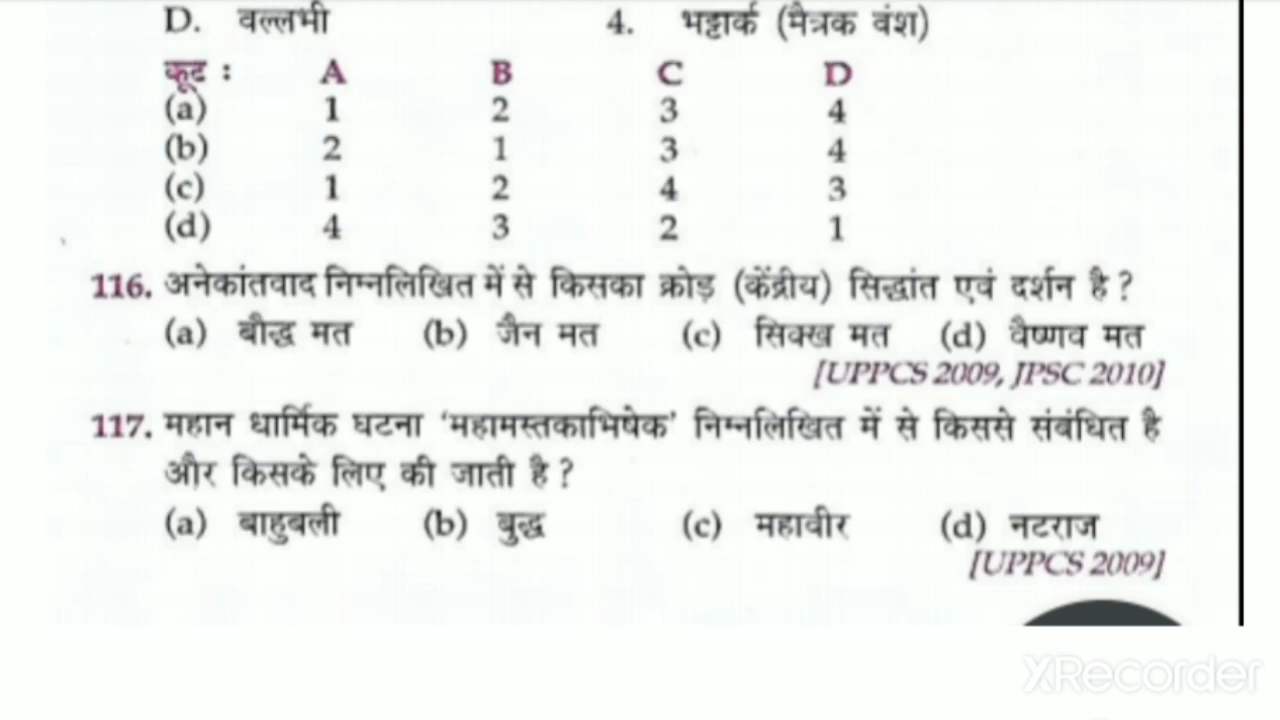 D. वल्लभी 4. भट्टार्क (मैत्रक वंश)
कूट : A B C D
(a) 1 2 3 4
(b) 2 1 3 4
(c) 1 2 4 3
(d) 4 3 2 1
116. अनेकांतवाद निम्नलिखित में से किसका क्रोड़ (केंद्रीय) सिद्धांत एवं दर्शन है ?
(a) बौद्ध मत (b) जैन मत (c) सिक्ख मत (d) वैष्णव मत
[UPPCS 2009, JPSC 2010]
117. महान धार्मिक घटना ‘महामस्तकाभिषेक’ निम्नलिखित में से किससे संबंधित है
और किसके लिए की जाती है ?
(a) बाहुबली (b) बुद्ध (c) महावीर (d) नटराज
[UPPCS 2009]
XRecorder